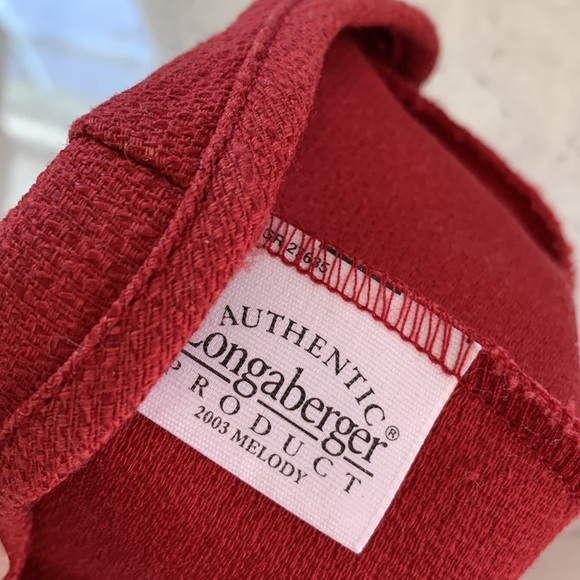 AUTHENTIC
Longaberger®
PRODUCT
2003 MELODY